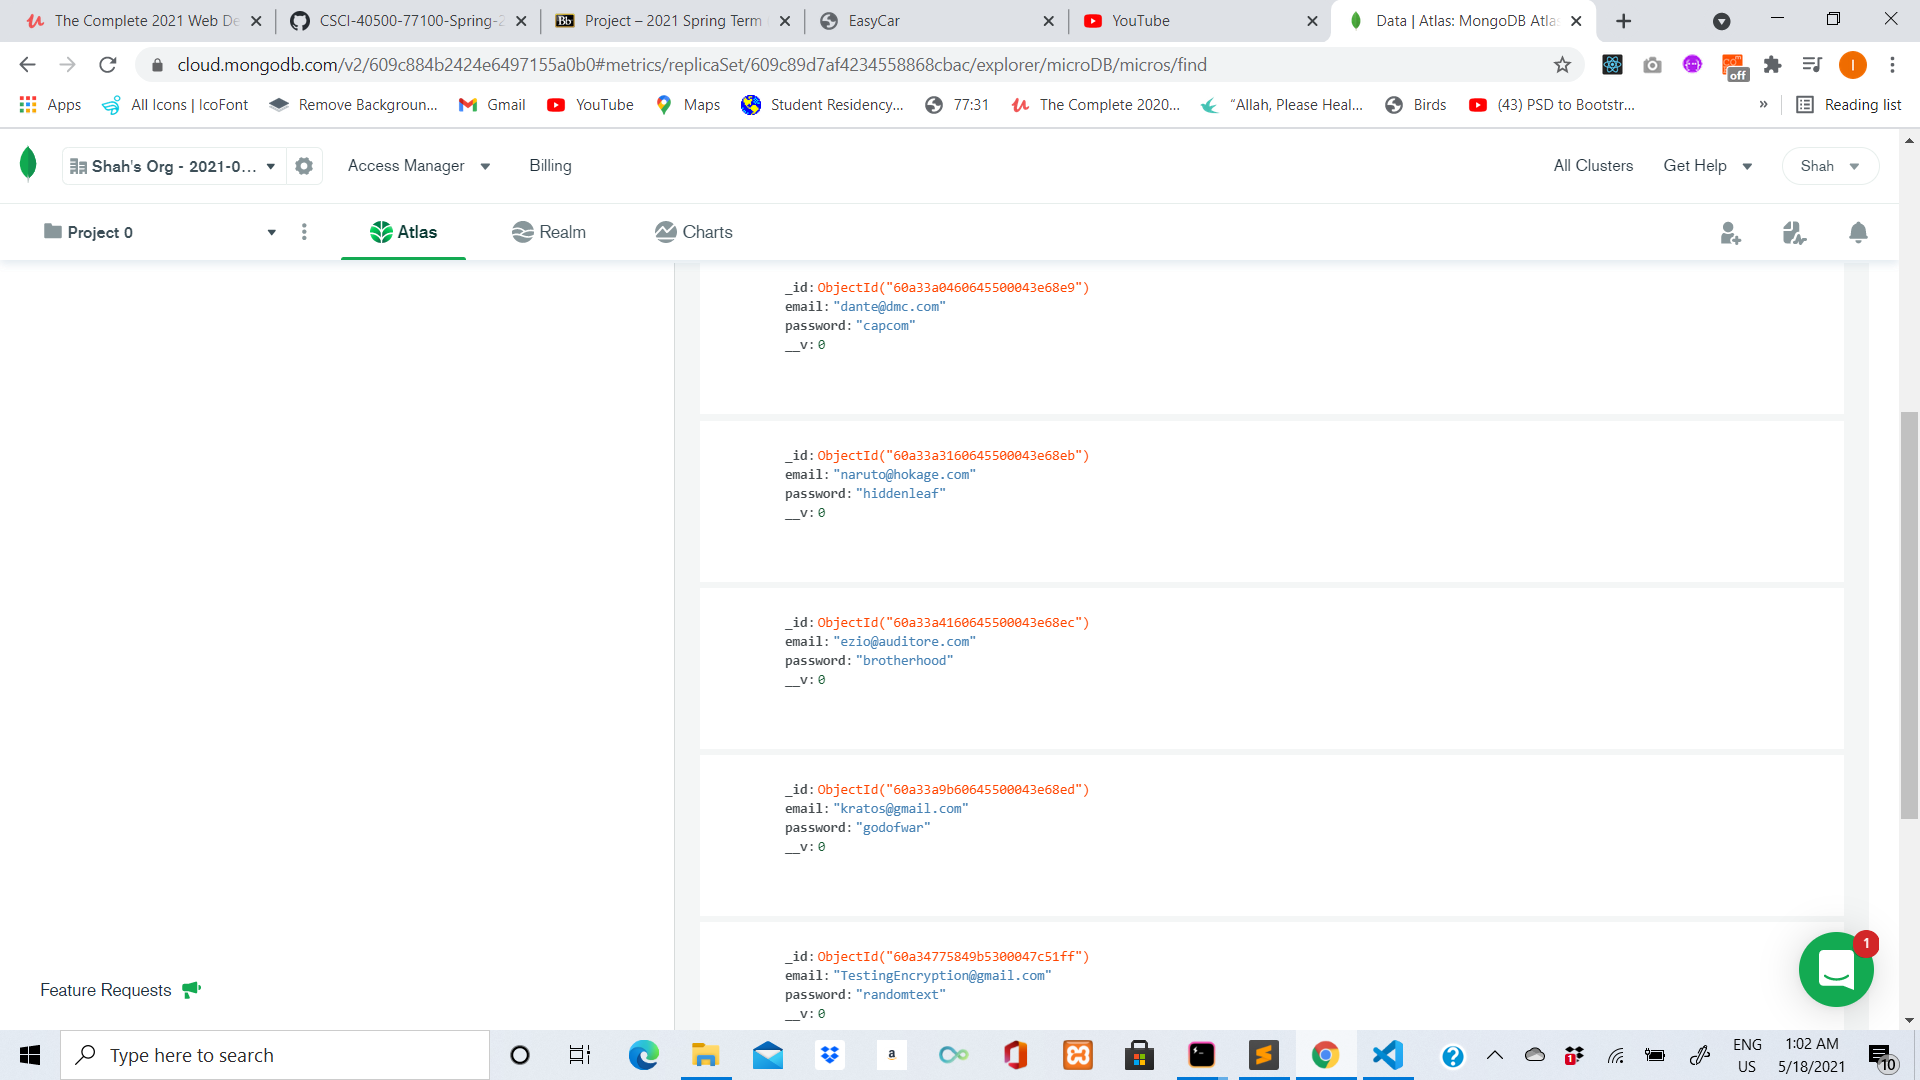 The Complete 2021 Web De
CSCI-40500-77100-Spring-2
Bb Project – 2021 Spring Term
EasyCar
YouTube
Data | Atlas: MongoDB Atla
cloud.mongodb.com/v2/609c884b2424e6497155a0b0#metrics/replicaSet/609c89d7af4234558868cbac/explorer/microDB/micros/find
off
I
Apps
All Icons | IcoFont
Remove Backgroun...
Gmail
YouTube
Maps
Student Residency...
77:31
The Complete 2020...
“Allah, Please Heal...
Birds
(43) PSD to Bootstr...
»
Reading list
Shah's Org - 2021-0...
Access Manager
Billing
All Clusters
Get Help
Shah
Project 0
Atlas
Realm
Charts
_id: ObjectId("60a33a0460645500043e68e9")
email: "dante@dmc.com"
password: "capcom"
__v: 0
_id: ObjectId("60a33a3160645500043e68eb")
email: "naruto@hokage.com"
password: "hiddenleaf"
__v: 0
_id: ObjectId("60a33a4160645500043e68ec")
email: "ezio@auditore.com"
password: "brotherhood"
__v: 0
_id: ObjectId("60a33a9b60645500043e68ed")
email: "kratos@gmail.com"
password: "godofwar"
__v: 0
_id: ObjectId("60a34775849b5300047c51ff")
email: "TestingEncryption@gmail.com"
password: "randomtext"
__v: 0
1
Feature Requests
Type here to search
a
1
ENG
US
1:02 AM
5/18/2021
10